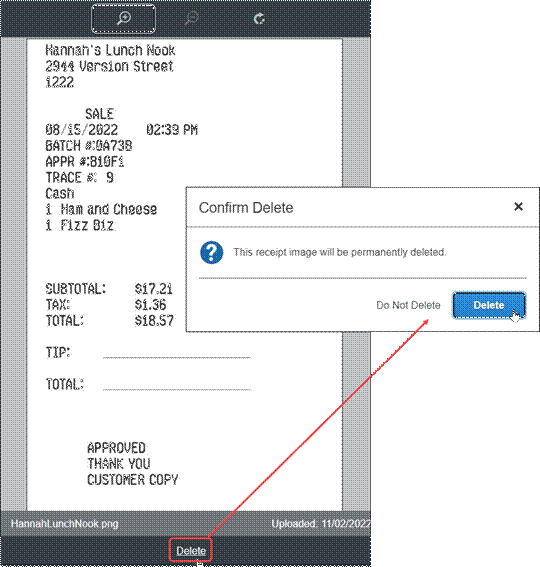 Hannah's Lunch Nook
2944 Version Street
1222
SALE
08/15/2022 02:39 PM
BATCH #:0A73B
APPR #:B10F1
TRACE #: 9
Cash
1 Ham and Cheese
1 Fizz Biz
SUBTOTAL: $17.21
TAX: $1.36
TOTAL: $18.57
TIP:
TOTAL:
APPROVED
THANK YOU
CUSTOMER COPY
Confirm Delete
This receipt image will be permanently deleted.
Do Not Delete Delete
HannahLunchNook.png Uploaded: 11/02/2022
Delete